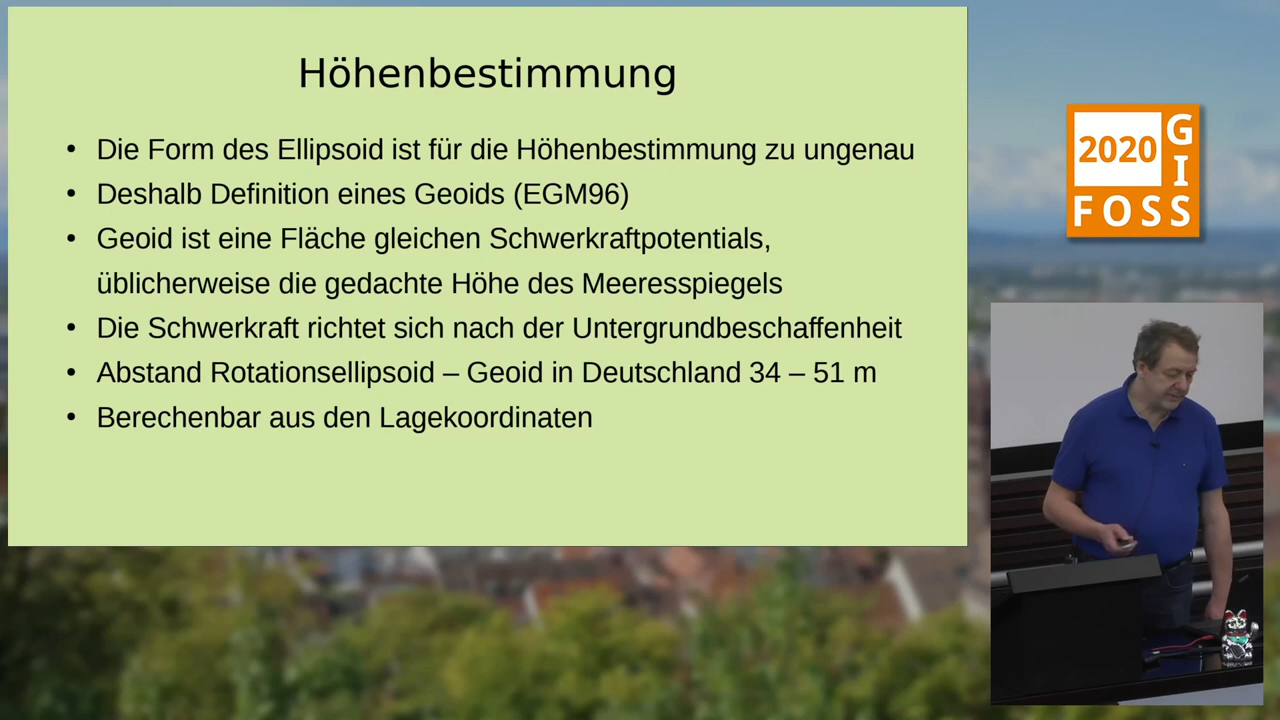 Höhenbestimmung
• Die Form des Ellipsoid ist für die Höhenbestimmung zu ungenau
• Deshalb Definition eines Geoids (EGM96)
• Geoid ist eine Fläche gleichen Schwerkraftpotentials,
üblicherweise die gedachte Höhe des Meeresspiegels
• Die Schwerkraft richtet sich nach der Untergrundbeschaffenheit
• Abstand Rotationsellipsoid – Geoid in Deutschland 34 – 51 m
• Berechenbar aus den Lagekoordinaten
2020 GIS
FOSS